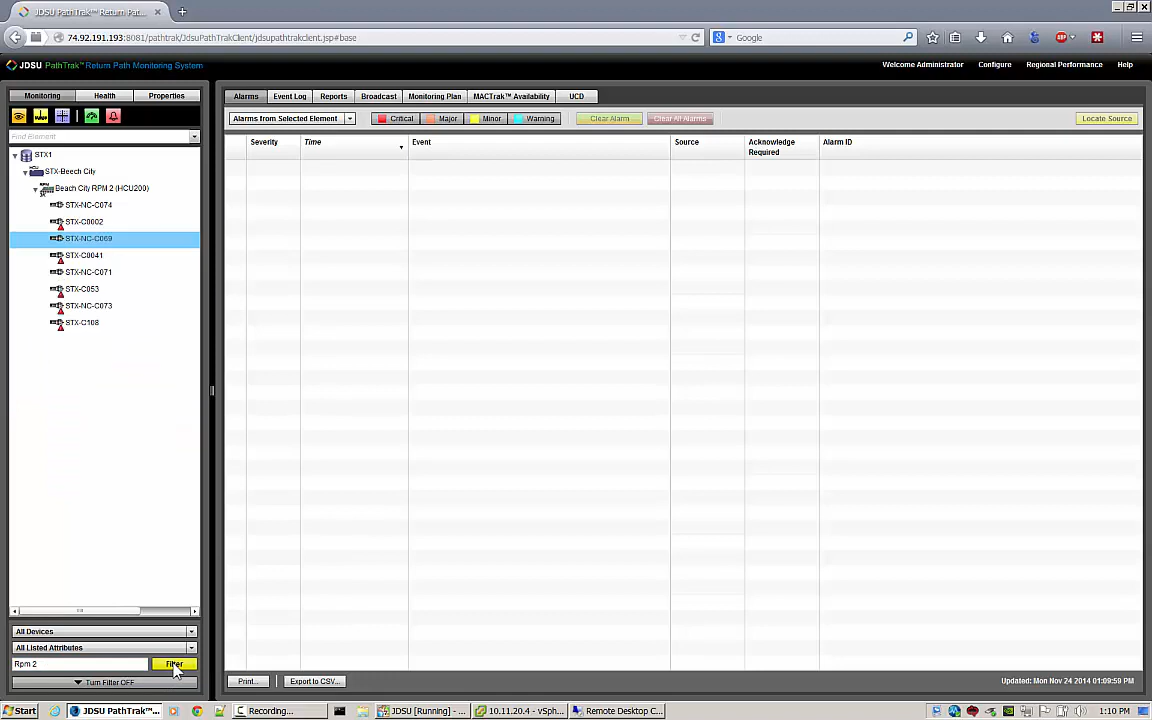 JDSU PathTrak™ Return Pat...
74.92.191.193:8081/pathtrak/JdsuPathTrakClient/jdsupathtrakclient.jsp#base
Google
JDSU PathTrak™ Return Path Monitoring System
Welcome Administrator Configure Regional Performance Help
Monitoring Health Properties
Alarms Event Log Reports Broadcast Monitoring Plan MACTrak™ Availability UCD
Alarms from Selected Element Critical Major Minor Warning Clear Alarm Clear All Alarms Locate Source
Find Element
Severity Time Event Source Acknowledge Required Alarm ID
STX1
STX-Beech City
Beach City RPM 2 (HCU200)
STX-NC-C074
STX-C0002
STX-NC-C069
STX-C0041
STX-NC-C071
STX-C053
STX-NC-C073
STX-C108
All Devices
All Listed Attributes
Rpm 2 Filter
Turn Filter OFF
Print... Export to CSV... Updated: Mon Nov 24 2014 01:09:59 PM
Start JDSU PathTrak™... Recording... JDSU [Running] - ... 10.11.20.4 - vSph... Remote Desktop C... 1:10 PM